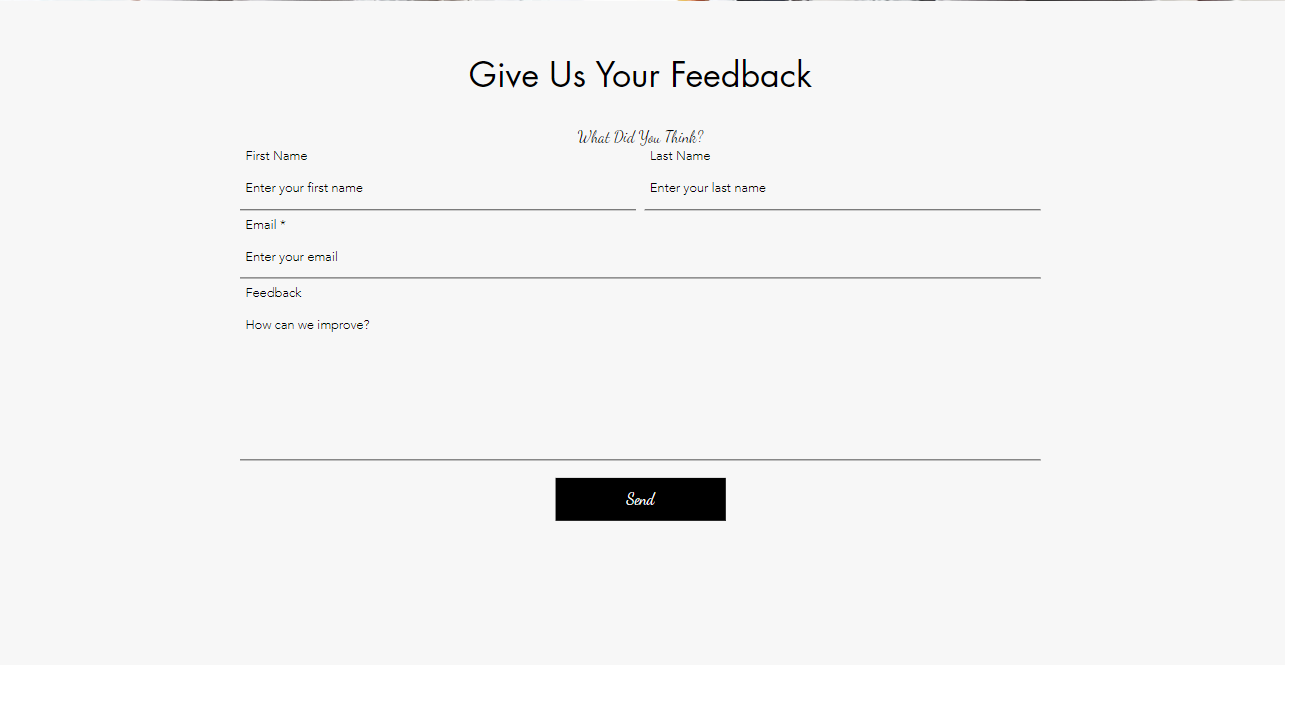 Give Us Your Feedback
What Did You Think?
First Name
Last Name
Enter your first name
Enter your last name
Email *
Enter your email
Feedback
How can we improve?
Send